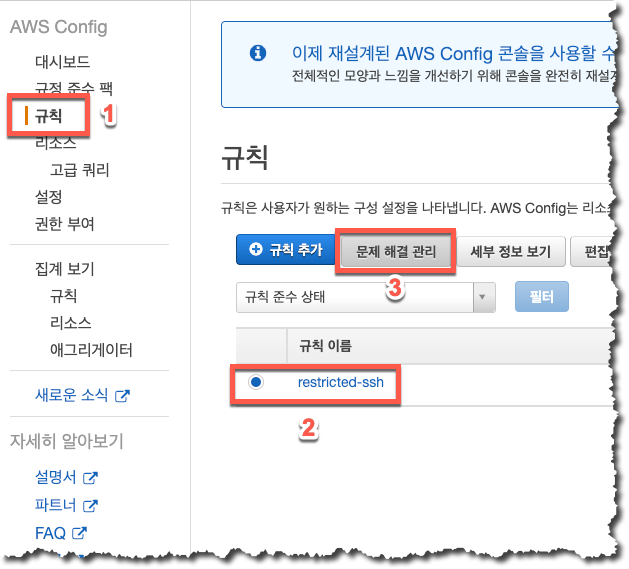 AWS Config
대시보드
규정 준수 팩
규칙
1
리소스
고급 쿼리
설정
권한 부여
집계 보기
규칙
리소스
애그리게이터
새로운 소식
자세히 알아보기
설명서
파트너
FAQ
이제 재설계된 AWS Config 콘솔을 사용할 수
전체적인 모양과 느낌을 개선하기 위해 콘솔을 완전히 재설계
규칙
규칙은 사용자가 원하는 구성 설정을 나타냅니다. AWS Config는 리소스
규칙 추가 문제 해결 관리 세부 정보 보기 편집
3
규칙 준수 상태 필터
규칙 이름
restricted-ssh
2